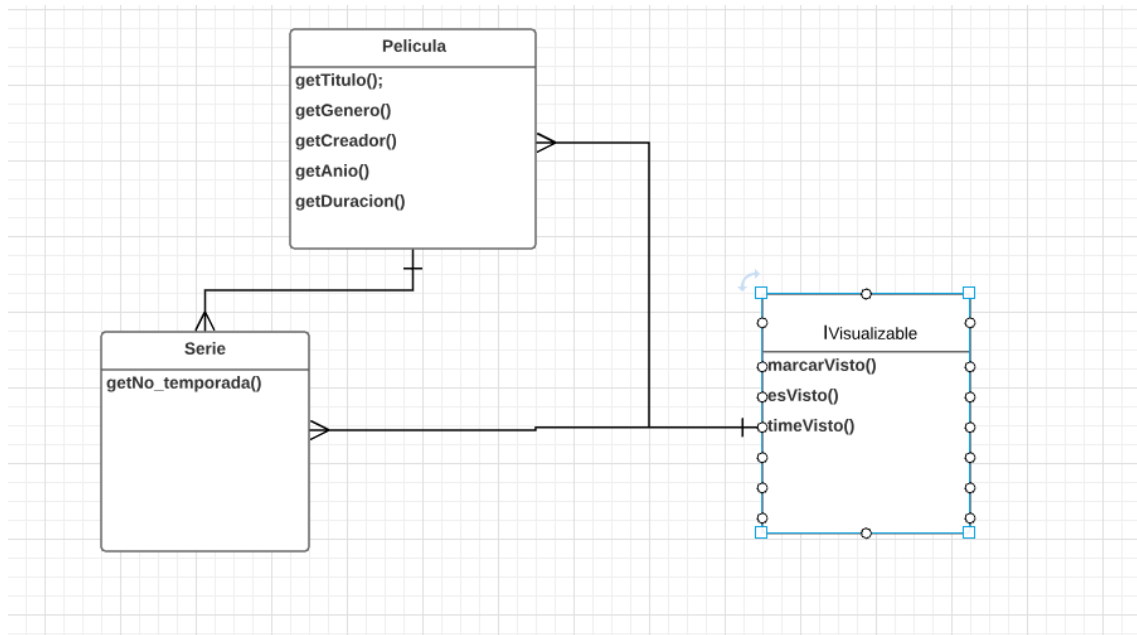 Pelicula
getTitulo();
getGenero()
getCreador()
getAnio()
getDuracion()
Serie
getNo_temporada()
IVisualizable
marcarVisto()
esVisto()
timeVisto()